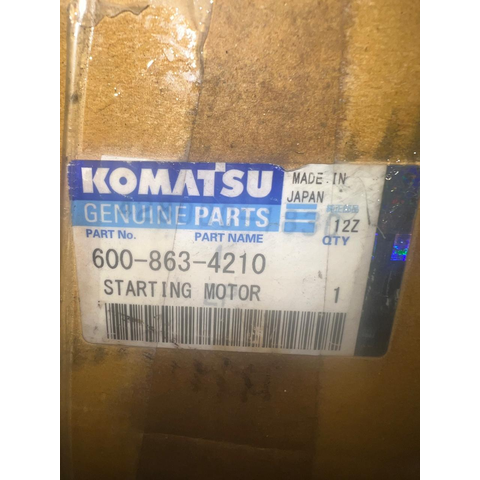 KOMATSU
MADE IN
JAPAN
GENUINE PARTS
12Z
PART No. PART NAME QTY
600-863-4210
STARTING MOTOR 1